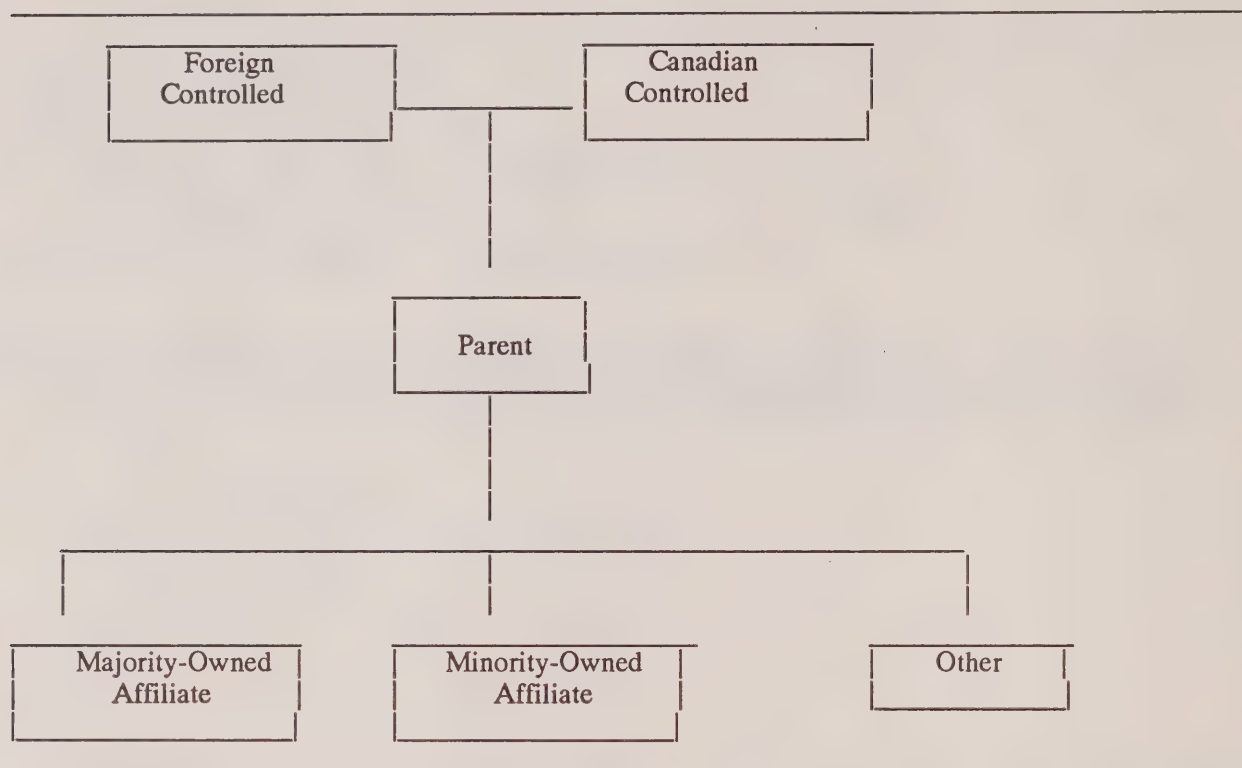 Foreign
Controlled
Canadian
Controlled
Parent
Majority-Owned
Affiliate
Minority-Owned
Affiliate
Other